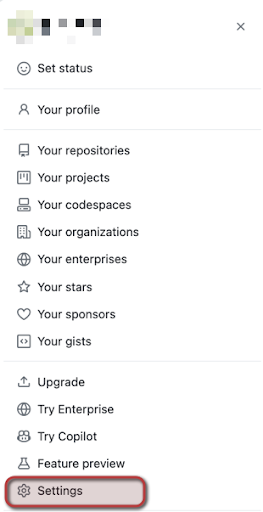 Set status
Your profile
Your repositories
Your projects
Your codespaces
Your organizations
Your enterprises
Your stars
Your sponsors
Your gists
Upgrade
Try Enterprise
Try Copilot
Feature preview
Settings